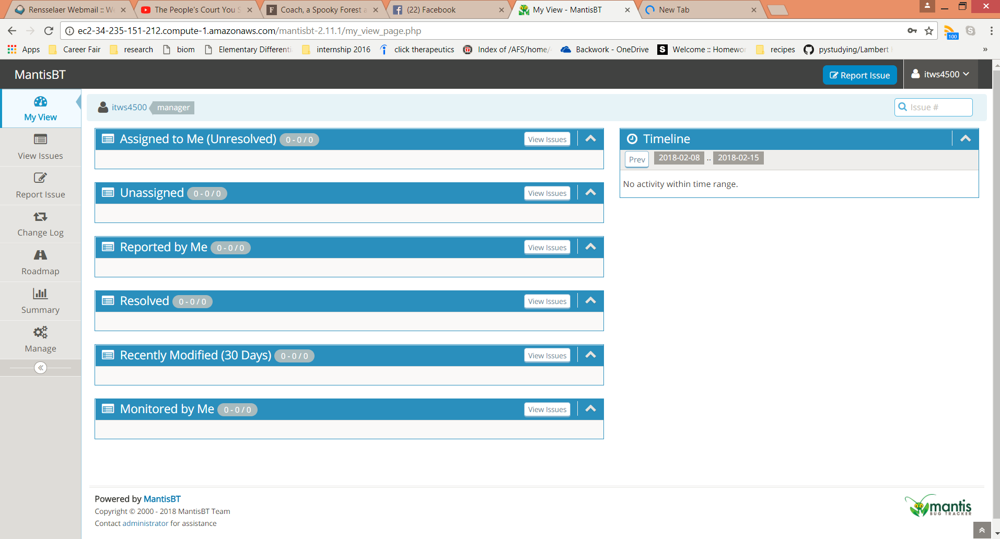 Rensselaer Webmail :: We
The People's Court You S
Coach, a Spooky Forest a
(22) Facebook
My View - MantisBT
New Tab
ec2-34-235-151-212.compute-1.amazonaws.com/mantisbt-2.11.1/my_view_page.php
100
Apps
Career Fair
research
biom
Elementary Differenti
internship 2016
click therapeutics
Index of /AFS/home/
Backwork - OneDrive
Welcome :: Homewor
recipes
pystudying/Lambert
»
MantisBT
Report Issue
itws4500
My View
View Issues
Report Issue
Change Log
Roadmap
Summary
Manage
itws4500
manager
Issue #
Assigned to Me (Unresolved) 0 - 0 / 0
View Issues
Unassigned 0 - 0 / 0
View Issues
Reported by Me 0 - 0 / 0
View Issues
Resolved 0 - 0 / 0
View Issues
Recently Modified (30 Days) 0 - 0 / 0
View Issues
Monitored by Me 0 - 0 / 0
View Issues
Timeline
Prev 2018-02-08 .. 2018-02-15
No activity within time range.
Powered by MantisBT
Copyright © 2000 - 2018 MantisBT Team
Contact administrator for assistance
mantis
BUG TRACKER